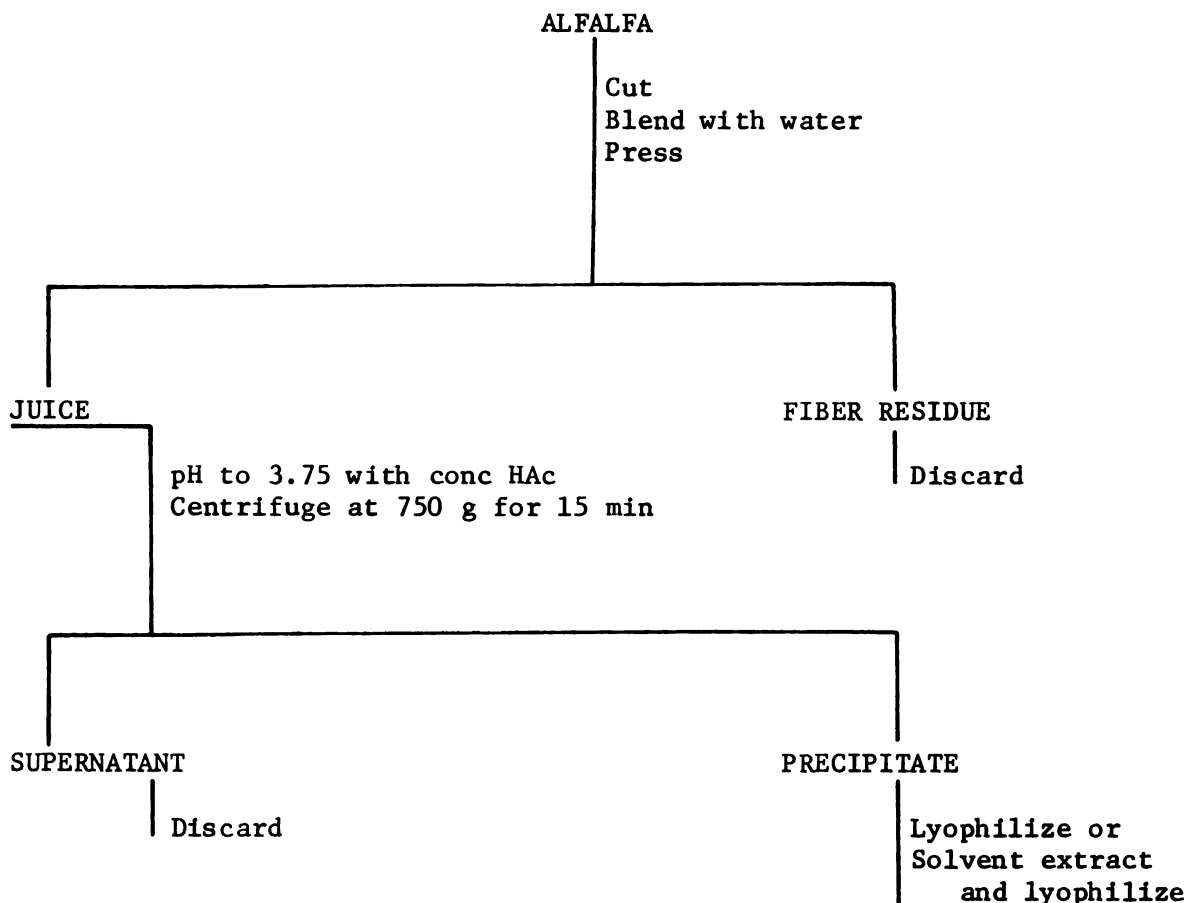 ALFALFA
Cut
Blend with water
Press
JUICE
FIBER RESIDUE
pH to 3.75 with conc HAc
Centrifuge at 750 g for 15 min
Discard
SUPERNATANT
PRECIPITATE
Discard
Lyophilize or
Solvent extract
and lyophilize